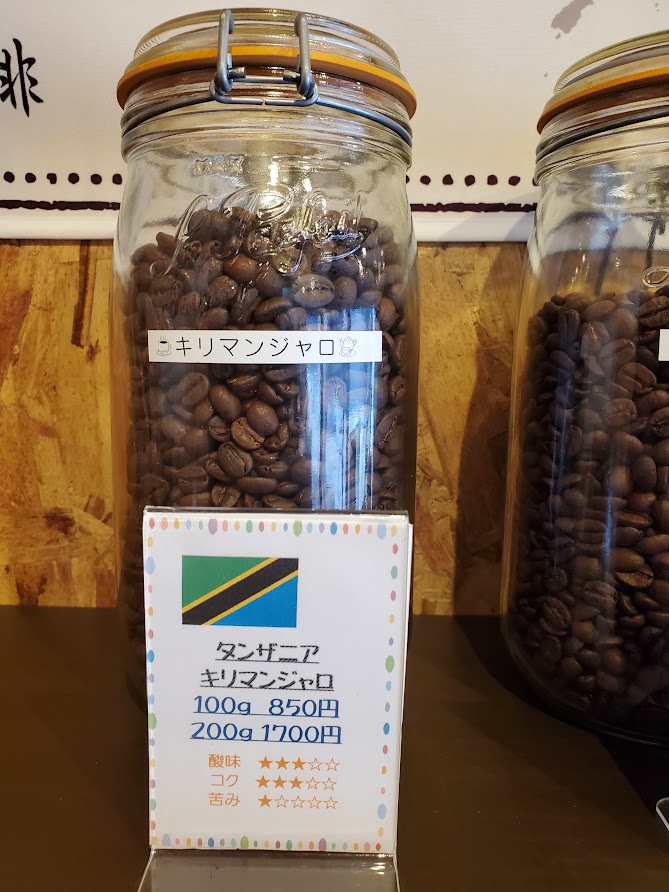 琲
キリマンジャロ
タンザニア
キリマンジャロ
100g 850円
200g 1700円
酸味 ★★★☆☆
コク ★★★☆☆
苦み ★☆☆☆☆